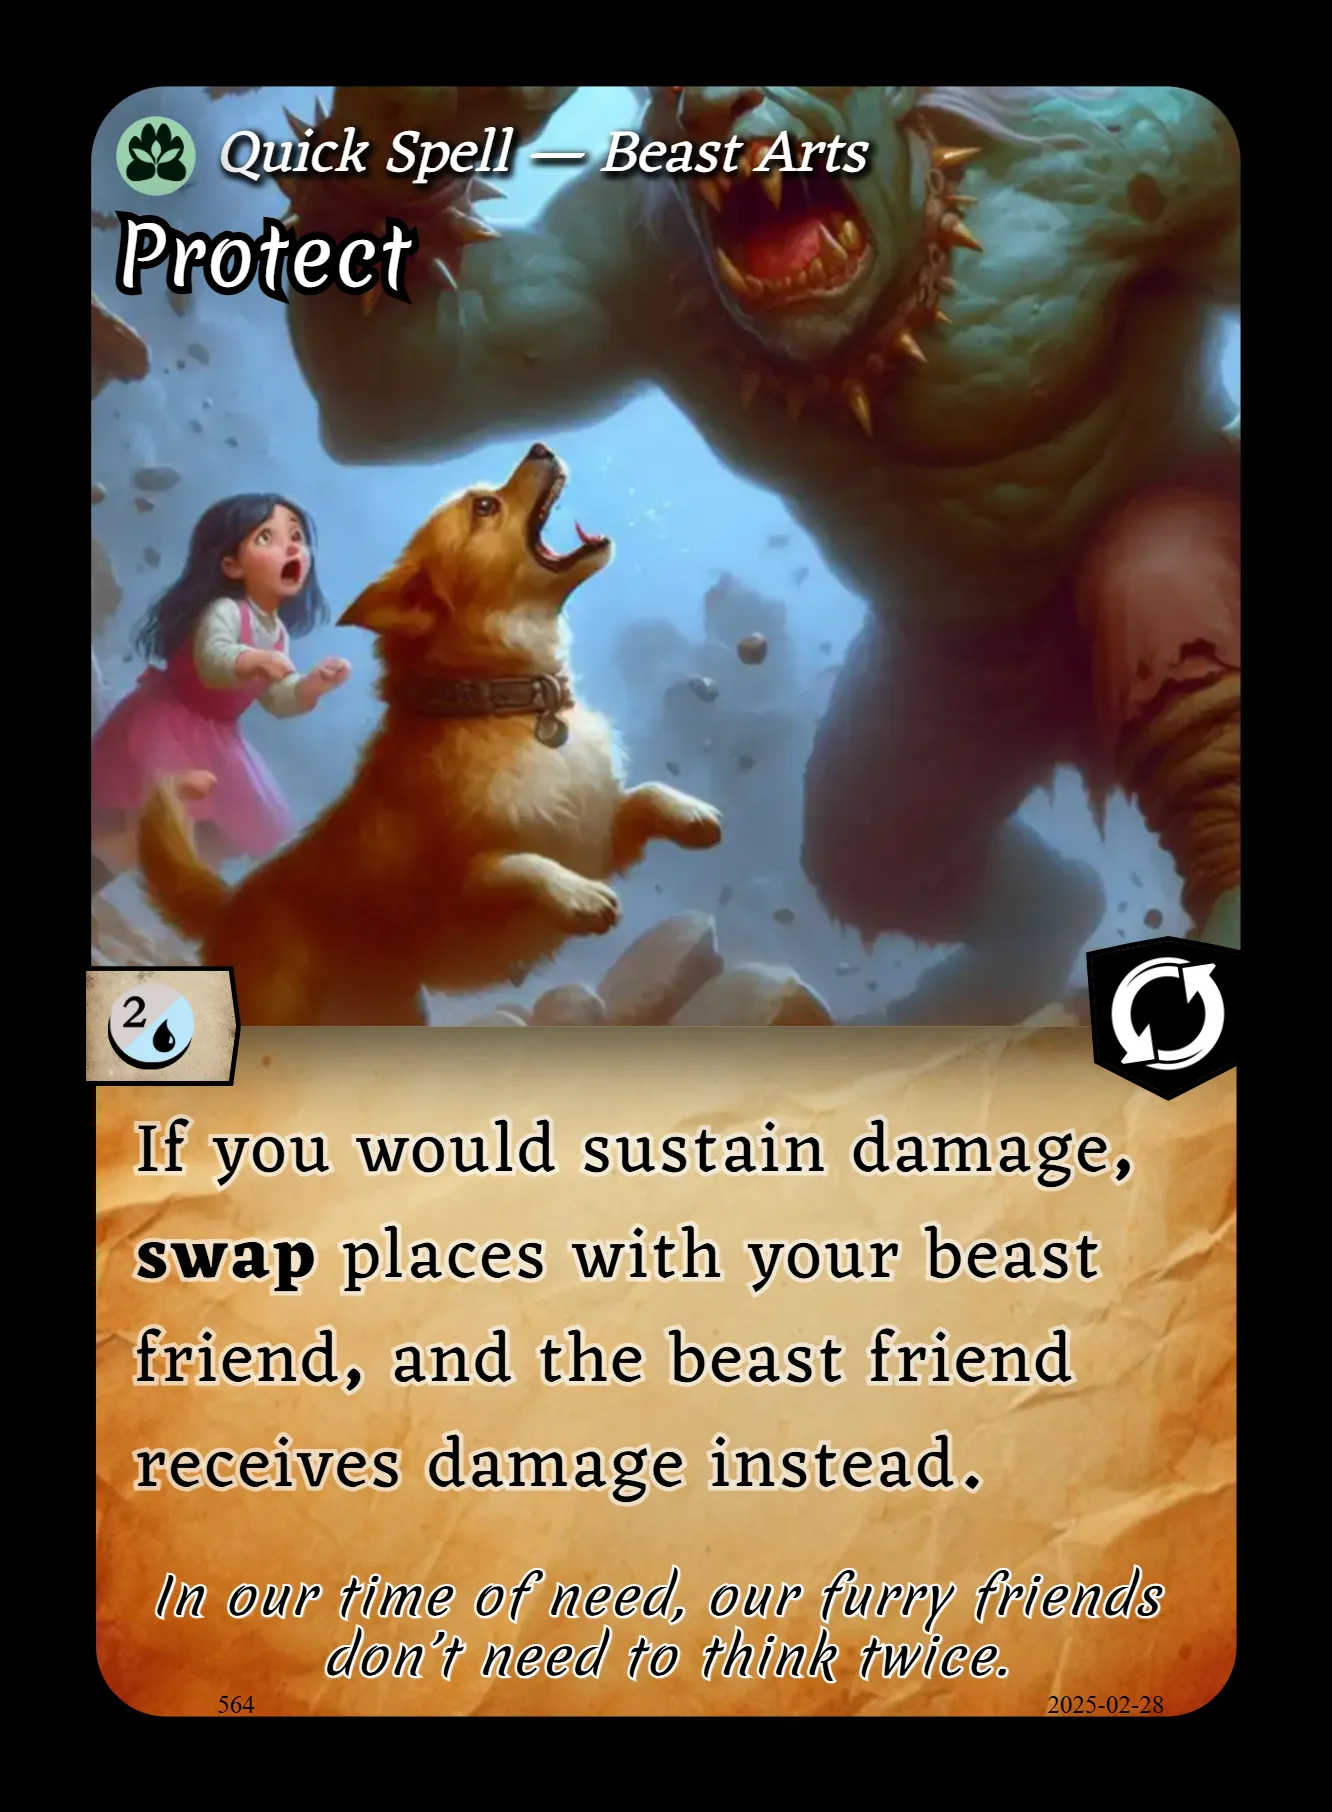 Quick Spell — Beast Arts
Protect
2
If you would sustain damage,
swap places with your beast
friend, and the beast friend
receives damage instead.
In our time of need, our furry friends
don't need to think twice.
564
2025-02-28